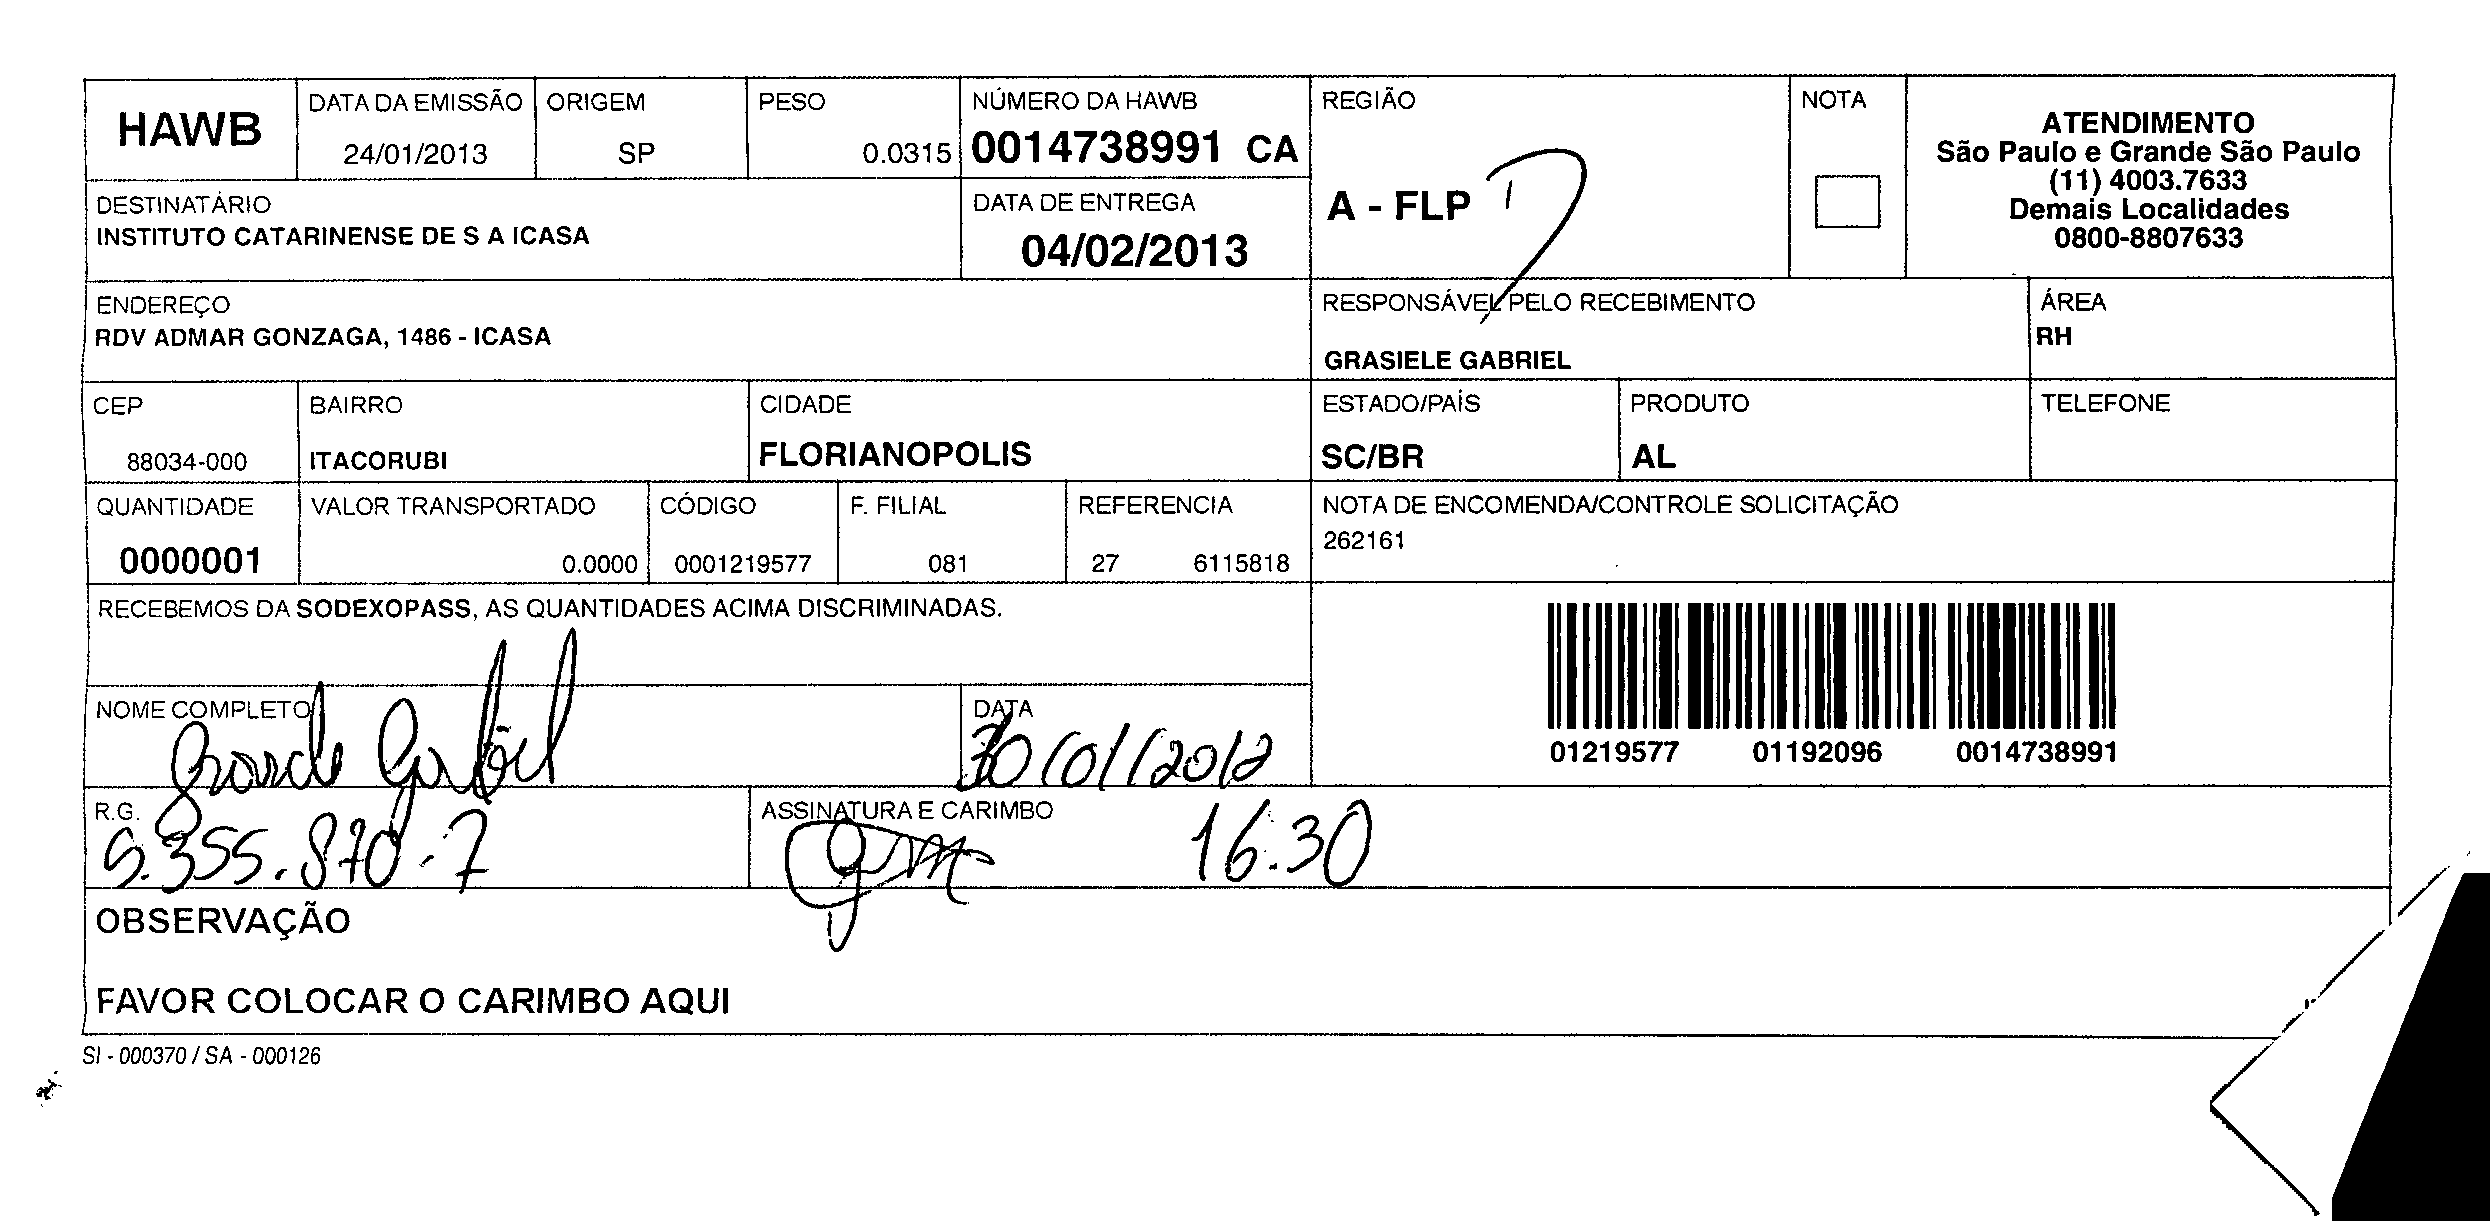 HAWB
DATA DA EMISSÃO
24/01/2013
ORIGEM
SP
PESO
0.0315
NÚMERO DA HAWB
0014738991 CA
REGIÃO
A - FLP
NOTA
ATENDIMENTO
São Paulo e Grande São Paulo
(11) 4003.7633
Demais Localidades
0800-8807633
DESTINATÁRIO
INSTITUTO CATARINENSE DE S A ICASA
DATA DE ENTREGA
04/02/2013
ENDEREÇO
RDV ADMAR GONZAGA, 1486 - ICASA
RESPONSÁVEL PELO RECEBIMENTO
GRASIELE GABRIEL
ÁREA
RH
CEP
88034-000
BAIRRO
ITACORUBI
CIDADE
FLORIANOPOLIS
ESTADO/PAÍS
SC/BR
PRODUTO
AL
TELEFONE
QUANTIDADE
0000001
VALOR TRANSPORTADO
0.0000
CÓDIGO
0001219577
F. FILIAL
081
REFERENCIA
27 6115818
NOTA DE ENCOMENDA/CONTROLE SOLICITAÇÃO
262161
RECEBEMOS DA SODEXOPASS, AS QUANTIDADES ACIMA DISCRIMINADAS.
01219577 01192096 0014738991
NOME COMPLETO
Gabriel
DATA
30/01/2012
R.G.
5.355.870-7
ASSINATURA E CARIMBO
16:30
OBSERVAÇÃO
FAVOR COLOCAR O CARIMBO AQUI
SI - 000370 / SA - 000126